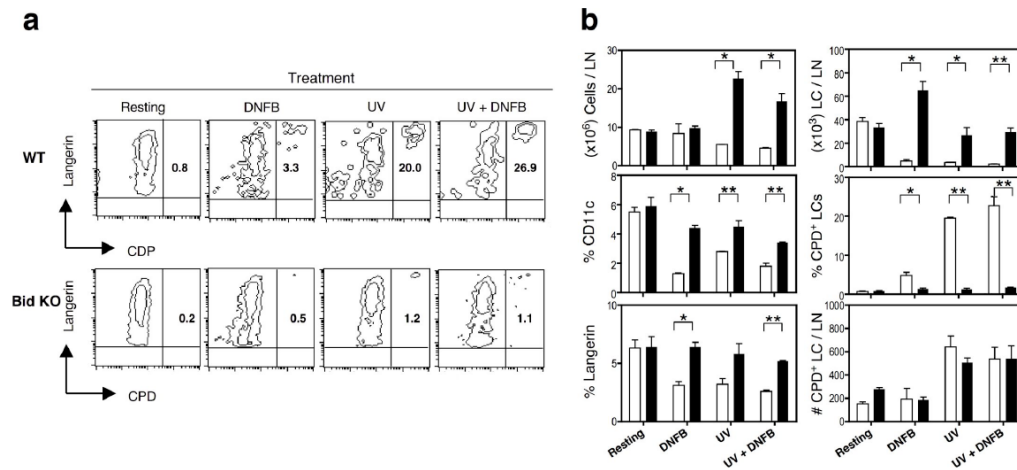 a
Treatment
Resting DNFB UV UV + DNFB
WT
Langerin
0.8 3.3 20.0 26.9
CDP
Bid KO
Langerin
0.2 0.5 1.2 1.1
CPD
b
(x10⁶) Cells / LN
30
20
10
0
* *
(x10³) LC / LN
100
80
60
40
20
0
* * **
% CD11c
8
6
4
2
0
* ** **
% CPD⁺ LCs
30
20
10
0
* ** **
% Langerin
10
5
0
* **
# CPD⁺ LC / LN
1000
800
600
400
200
0
Resting DNFB UV UV + DNFB
Resting DNFB UV UV + DNFB